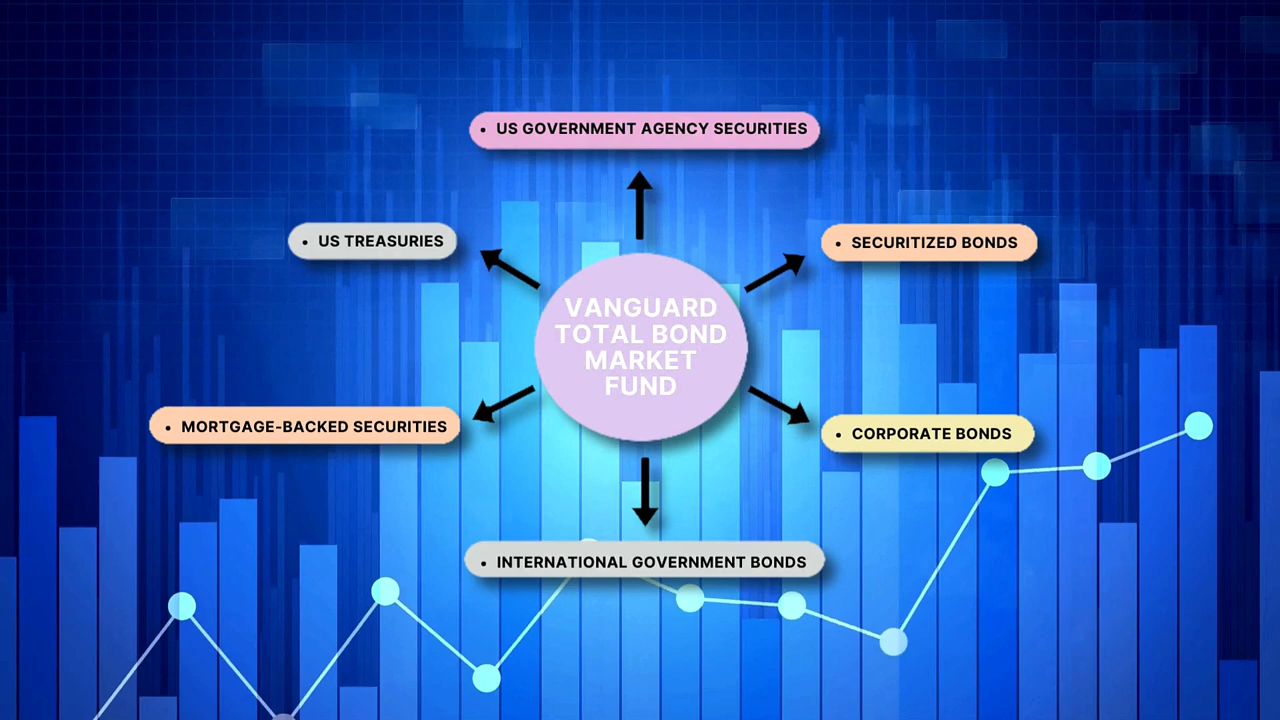 • US GOVERNMENT AGENCY SECURITIES
• US TREASURIES
• SECURITIZED BONDS
VANGUARD
TOTAL BOND
MARKET
FUND
• MORTGAGE-BACKED SECURITIES
• CORPORATE BONDS
• INTERNATIONAL GOVERNMENT BONDS